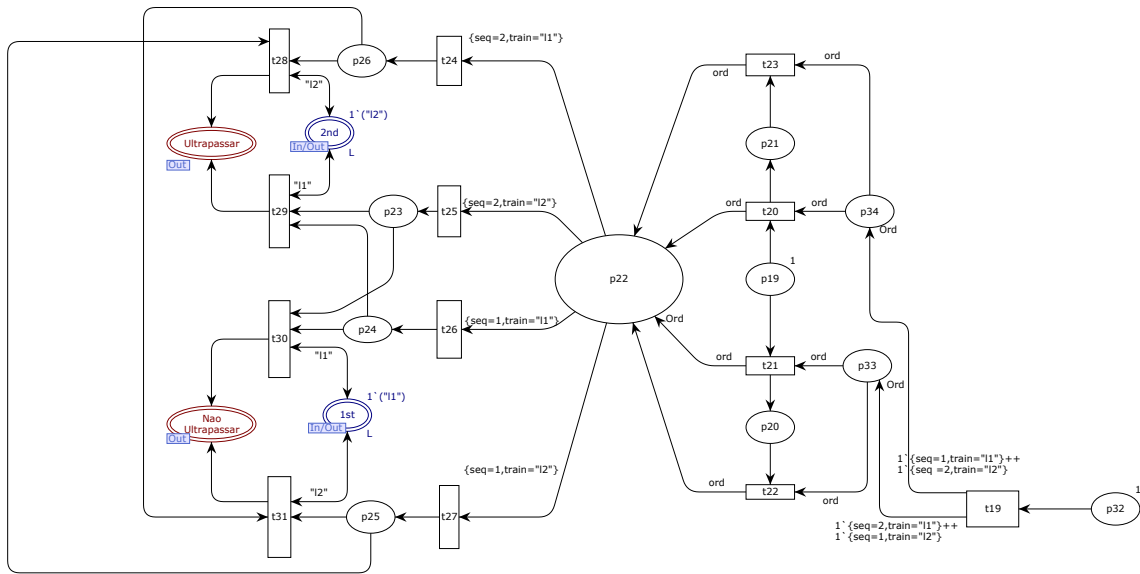 {seq=2,train="l1"}
t28
p26
t24
"l2"
1`("l2")
2nd
In/Out
L
Ultrapassar
Out
"l1"
t29
p23
t25
{seq=2,train="l2"}
p22
Ord
t30
p24
t26
{seq=1,train="l1"}
"l1"
1`("l1")
1st
In/Out
L
Nao
Ultrapassar
Out
"l2"
t31
p25
t27
{seq=1,train="l2"}
ord
t23
ord
p21
ord
t20
ord
p34
Ord
p19
1
ord
t21
ord
p33
Ord
p20
ord
t22
ord
1`{seq=1,train="l1"}++
1`{seq =2,train="l2"}
t19
p32
1
1`{seq=2,train="l1"}++
1`{seq=1,train="l2"}